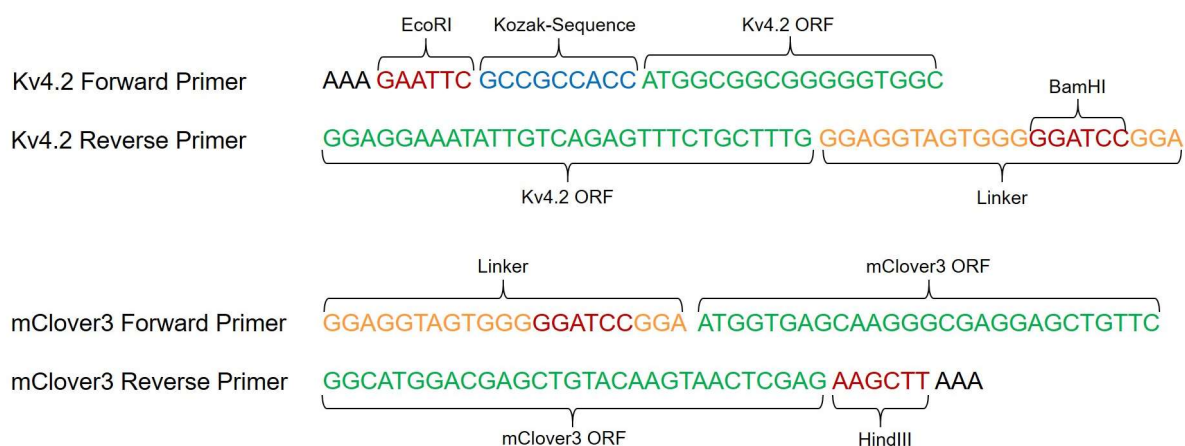 EcoRI Kozak-Sequence Kv4.2 ORF
Kv4.2 Forward Primer AAA GAATTC GCCGCCACC ATGGCGGCGGGGGTGGC
BamHI
Kv4.2 Reverse Primer GGAGGAAATATTGTCAGAGTTTCTGCTTTG GGAGGTAGTGGGGGATCCGGA
Kv4.2 ORF Linker
Linker mClover3 ORF
mClover3 Forward Primer GGAGGTAGTGGGGGATCCGGA ATGGTGAGCAAGGGCGAGGAGCTGTTC
mClover3 Reverse Primer GGCATGGACGAGCTGTACAAGTAACTCGAG AAGCTT AAA
mClover3 ORF HindIII